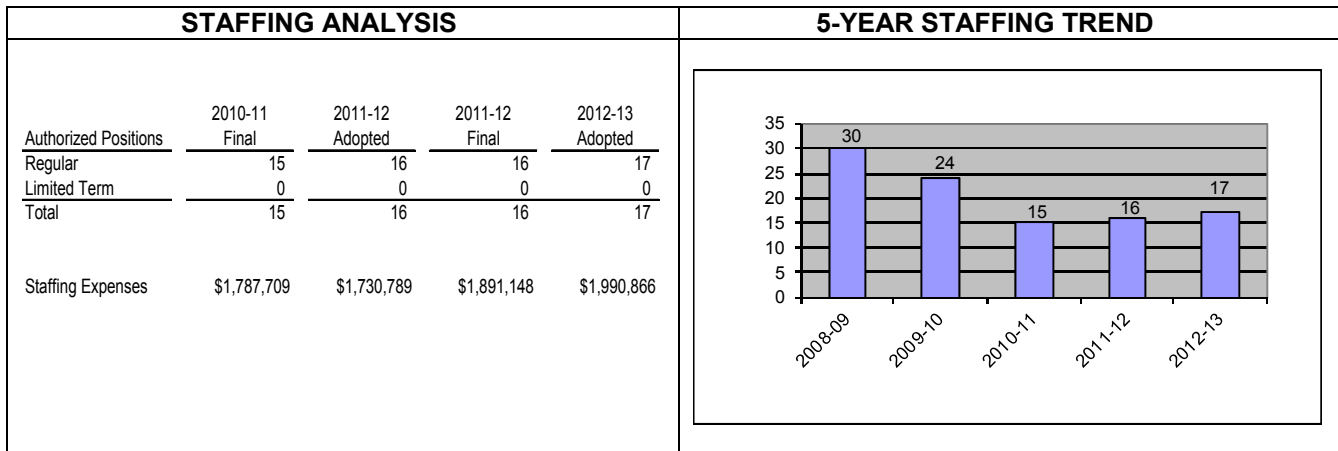 STAFFING ANALYSIS
2010-11 2011-12 2011-12 2012-13
Authorized Positions Final Adopted Final Adopted
Regular 15 16 16 17
Limited Term 0 0 0 0
Total 15 16 16 17
Staffing Expenses $1,787,709 $1,730,789 $1,891,148 $1,990,866
5-YEAR STAFFING TREND
35
30
25
20
15
10
5
0
30
24
15
16
17
2008-09
2009-10
2010-11
2011-12
2012-13